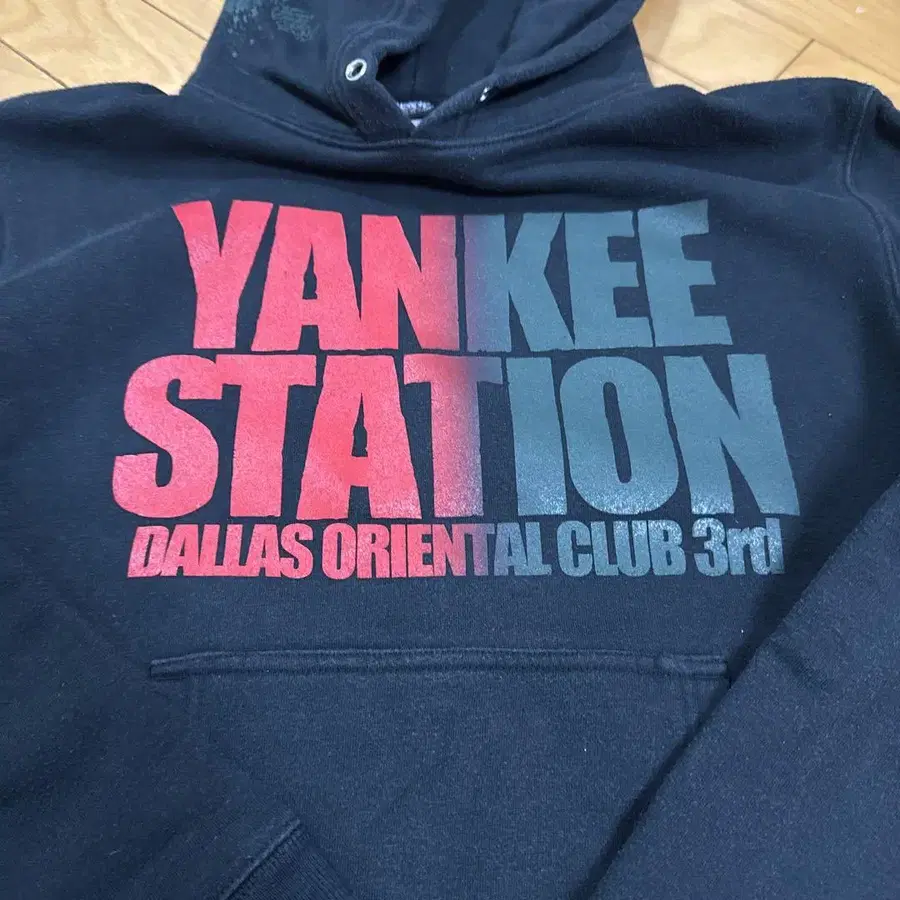 YANKEE
STATION
DALLAS ORIENTAL CLUB 3rd